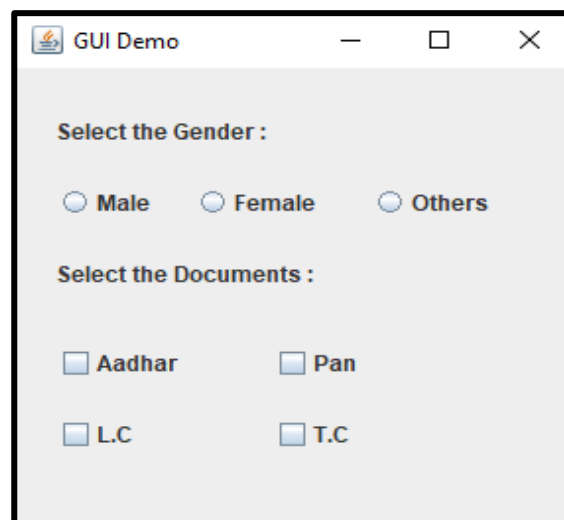 GUI Demo
Select the Gender :
Male Female Others
Select the Documents :
Aadhar Pan
L.C T.C